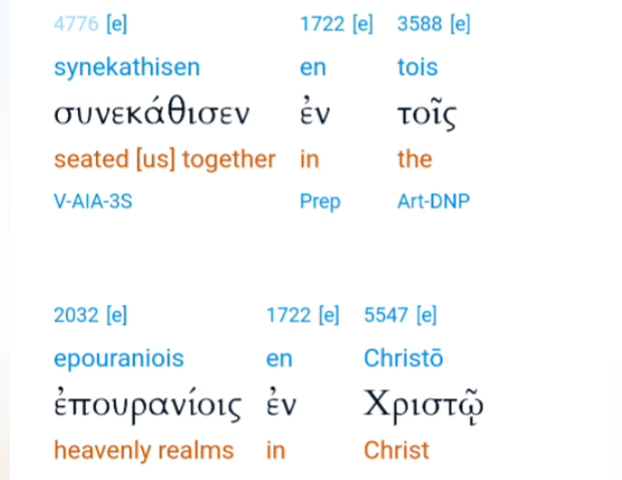 4776 [e] 1722 [e] 3588 [e]
synekathisen en tois
συνεκάθισεν ἐν τοῖς
seated [us] together in the
V-AIA-3S Prep Art-DNP
2032 [e] 1722 [e] 5547 [e]
epouraniois en Christō
ἐπουρανίοις ἐν Χριστῷ
heavenly realms in Christ